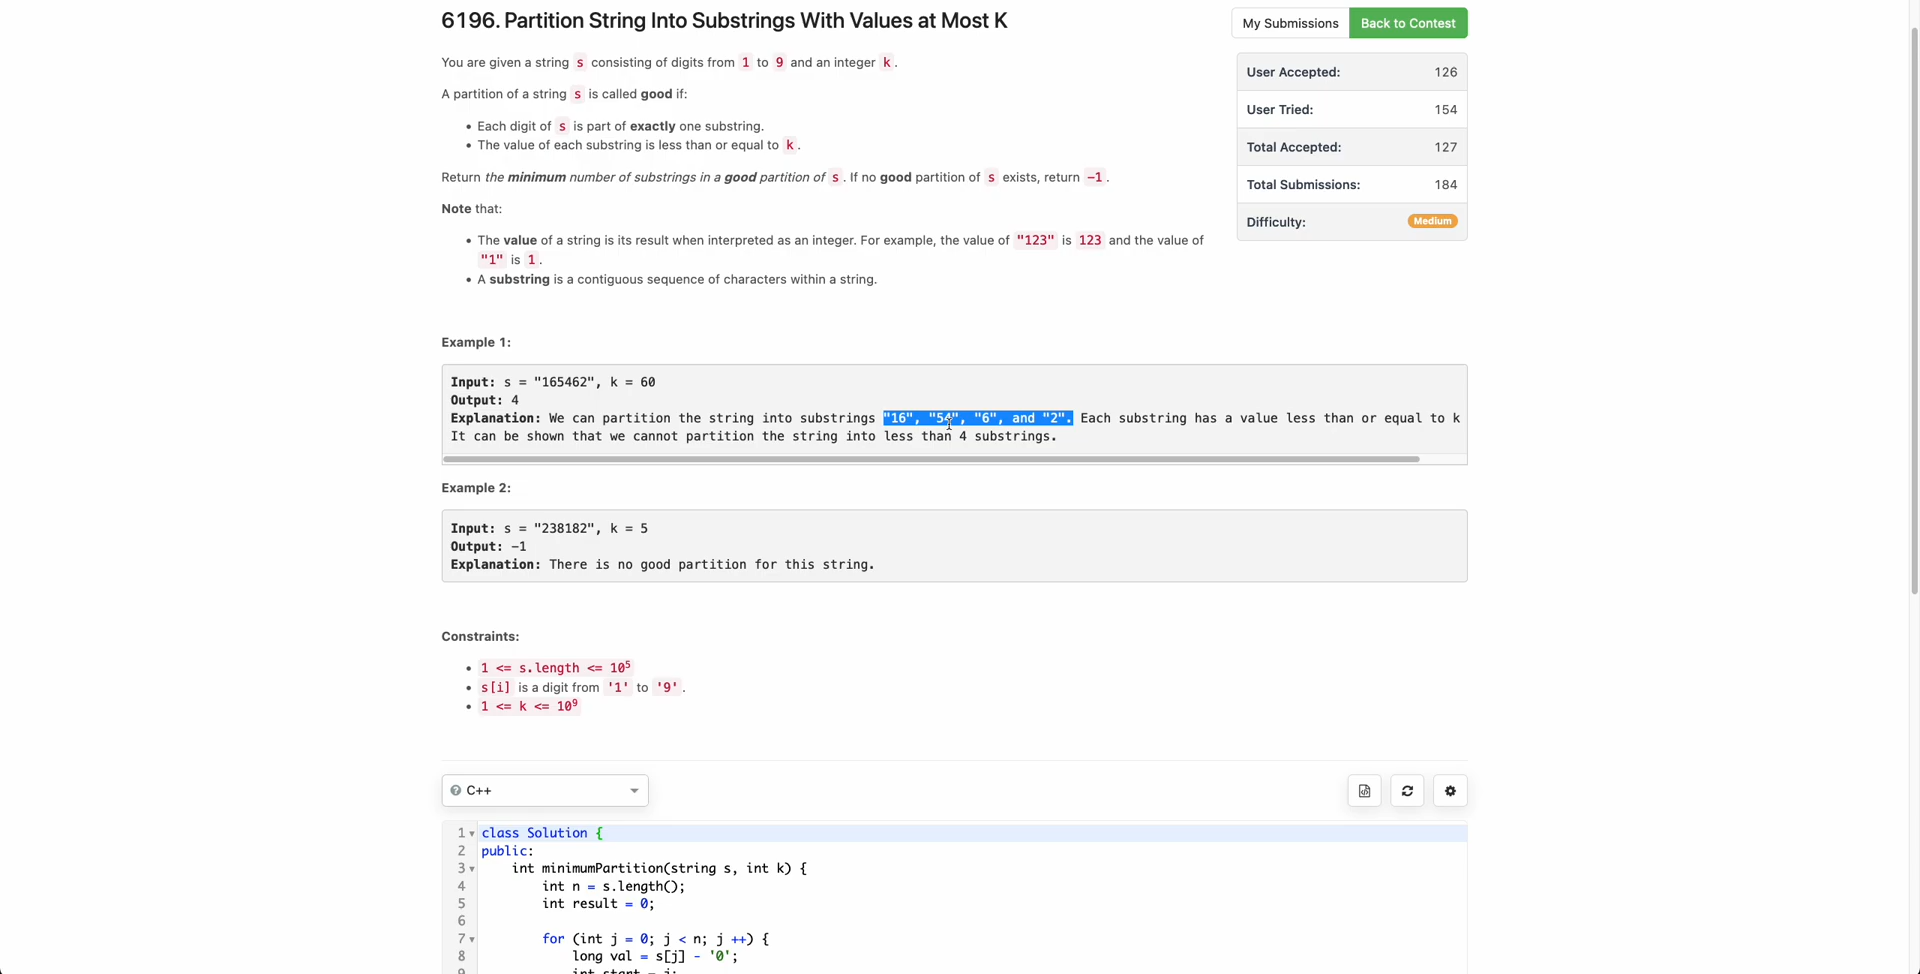 6196. Partition String Into Substrings With Values at Most K
My Submissions
Back to Contest
You are given a string s consisting of digits from 1 to 9 and an integer k.
User Accepted: 126
A partition of a string s is called good if:
User Tried: 154
• Each digit of s is part of exactly one substring.
• The value of each substring is less than or equal to k.
Total Accepted: 127
Return the minimum number of substrings in a good partition of s. If no good partition of s exists, return -1.
Total Submissions: 184
Note that:
Difficulty: Medium
• The value of a string is its result when interpreted as an integer. For example, the value of "123" is 123 and the value of
"1" is 1.
• A substring is a contiguous sequence of characters within a string.
Example 1:
Input: s = "165462", k = 60
Output: 4
Explanation: We can partition the string into substrings "16", "54", "6", and "2". Each substring has a value less than or equal to k
It can be shown that we cannot partition the string into less than 4 substrings.
Example 2:
Input: s = "238182", k = 5
Output: -1
Explanation: There is no good partition for this string.
Constraints:
• 1 <= s.length <= 10⁵
• s[i] is a digit from '1' to '9'.
• 1 <= k <= 10⁹
C++
1 class Solution {
2 public:
3 int minimumPartition(string s, int k) {
4 int n = s.length();
5 int result = 0;
6
7 for (int j = 0; j < n; j ++) {
8 long val = s[j] - '0';
9 int start = j;